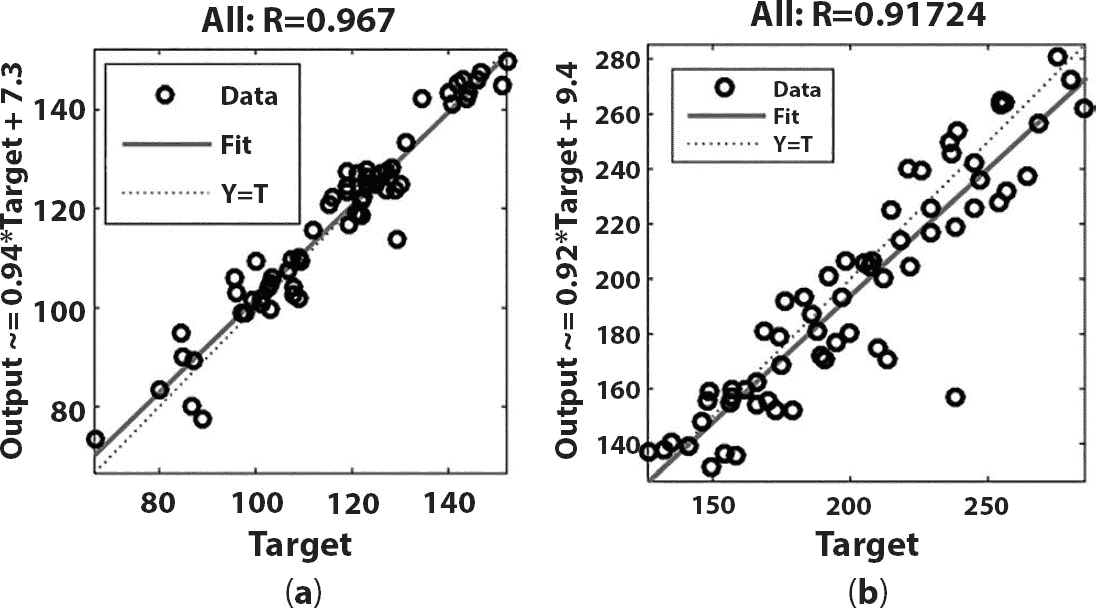 All: R=0.967
Output ~= 0.94*Target + 7.3
140
120
100
80
Data
Fit
Y=T
80
100
120
140
Target
(a)
All: R=0.91724
Output ~= 0.92*Target + 9.4
280
260
240
220
200
180
160
140
Data
Fit
Y=T
150
200
250
Target
(b)